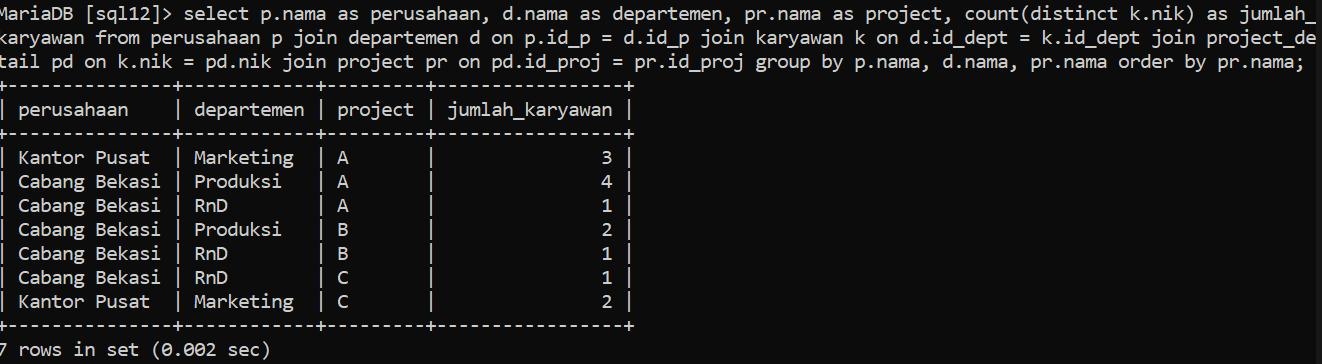 MariaDB [sql12]> select p.nama as perusahaan, d.nama as departemen, pr.nama as project, count(distinct k.nik) as jumlah_
karyawan from perusahaan p join departemen d on p.id_p = d.id_p join karyawan k on d.id_dept = k.id_dept join project_de
tail pd on k.nik = pd.nik join project pr on pd.id_proj = pr.id_proj group by p.nama, d.nama, pr.nama order by pr.nama;
+---------------+------------+---------+-----------------+
| perusahaan    | departemen | project | jumlah_karyawan |
+---------------+------------+---------+-----------------+
| Kantor Pusat  | Marketing  | A       |               3 |
| Cabang Bekasi | Produksi   | A       |               4 |
| Cabang Bekasi | RnD        | A       |               1 |
| Cabang Bekasi | Produksi   | B       |               2 |
| Cabang Bekasi | RnD        | B       |               1 |
| Cabang Bekasi | RnD        | C       |               1 |
| Kantor Pusat  | Marketing  | C       |               2 |
+---------------+------------+---------+-----------------+
7 rows in set (0.002 sec)